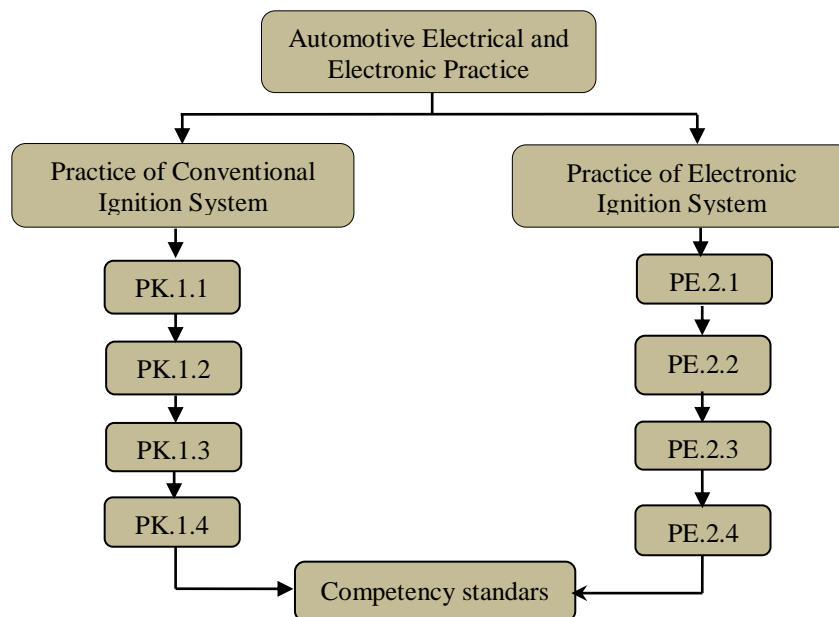 Automotive Electrical and
Electronic Practice
Practice of Conventional
Ignition System
Practice of Electronic
Ignition System
PK.1.1
PE.2.1
PK.1.2
PE.2.2
PK.1.3
PE.2.3
PK.1.4
PE.2.4
Competency standars